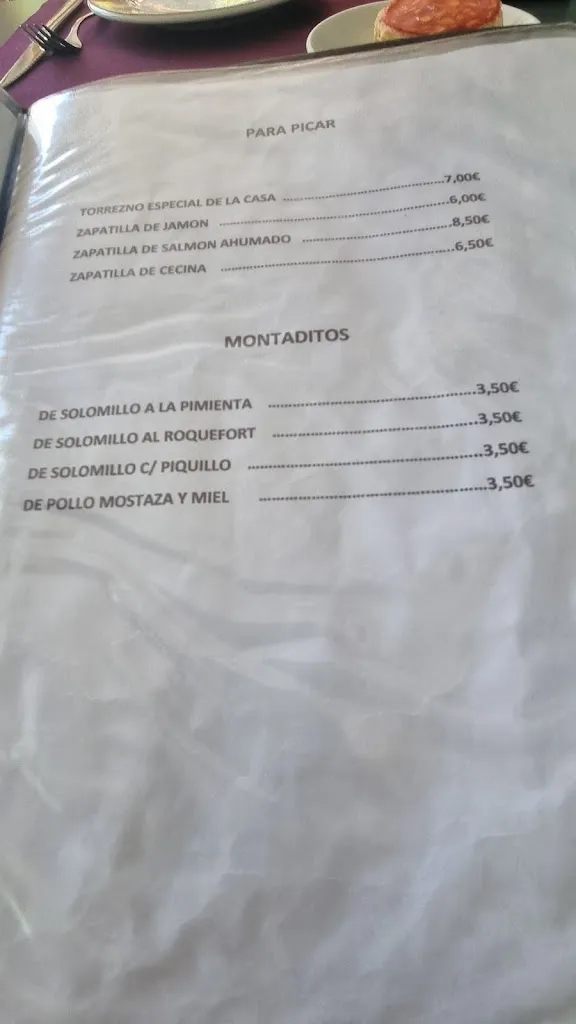 PARA PICAR
TORREZNO ESPECIAL DE LA CASA ........................................7,00€
ZAPATILLA DE JAMON ........................................................6,00€
ZAPATILLA DE SALMON AHUMADO ......................................8,50€
ZAPATILLA DE CECINA ........................................................6,50€
MONTADITOS
DE SOLOMILLO A LA PIMIENTA ..............................................3,50€
DE SOLOMILLO AL ROQUEFORT ..............................................3,50€
DE SOLOMILLO C/ PIQUILLO ..................................................3,50€
DE POLLO MOSTAZA Y MIEL ..................................................3,50€